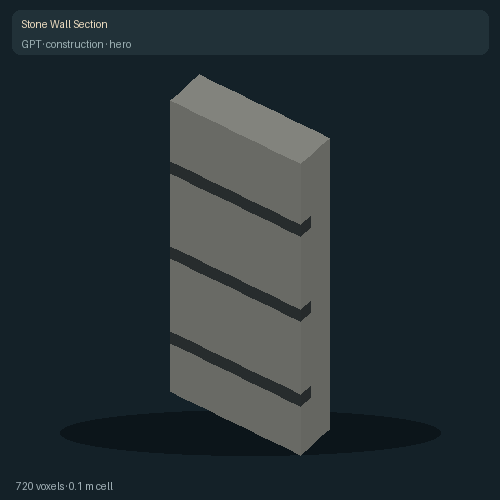 Stone Wall Section
GPT · construction · hero
720 voxels · 0.1 m cell